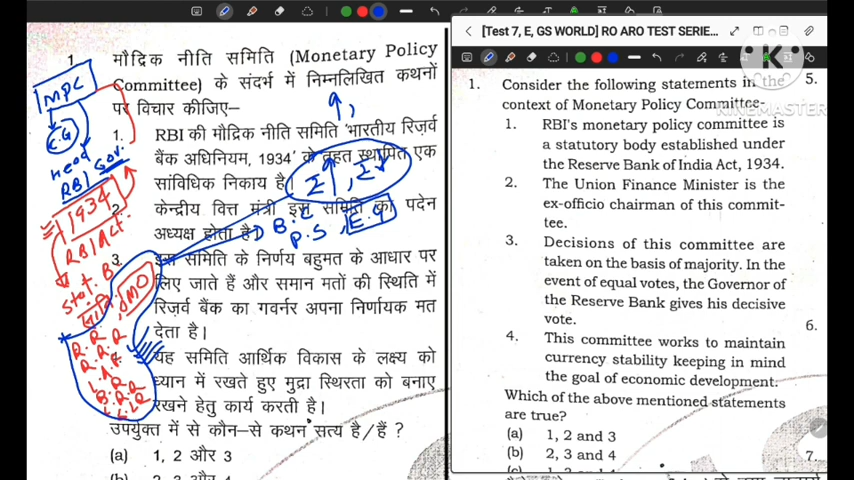 [Test 7, E, GS WORLD] RO ARO TEST SERIE...
KINEMASTER
1.
मौद्रिक नीति समिति (Monetary Policy
Committee) के संदर्भ में निम्नलिखित कथनों
पर विचार कीजिए–
1.
RBI की मौद्रिक नीति समिति 'भारतीय रिज़र्व
बैंक अधिनियम, 1934' के तहत स्थापित एक
सांविधिक निकाय है।
2.
केन्द्रीय वित्त मंत्री इस समिति का पदेन
अध्यक्ष होता है।
3.
इस समिति के निर्णय बहुमत के आधार पर
लिए जाते हैं और समान मतों की स्थिति में
रिज़र्व बैंक का गवर्नर अपना निर्णायक मत
देता है।
यह समिति आर्थिक विकास के लक्ष्य को
ध्यान में रखते हुए मुद्रा स्थिरता को बनाए
रखने हेतु कार्य करती है।
उपर्युक्त में से कौन-से कथन सत्य है/हैं ?
(a) 1, 2 और 3
(b) 2, 3 और 4
MPC
C.G
head
RBI Gov.
1934
RBI Act.
Stat. B
MO
R.R
R.R.R
L.A.F
B.R
P.S, E.G
1. Consider the following statements in the
context of Monetary Policy Committee-
1. RBI's monetary policy committee is
a statutory body established under
the Reserve Bank of India Act, 1934.
2. The Union Finance Minister is the
ex-officio chairman of this commit-
tee.
3. Decisions of this committee are
taken on the basis of majority. In the
event of equal votes, the Governor of
the Reserve Bank gives his decisive
vote.
4. This committee works to maintain
currency stability keeping in mind
the goal of economic development.
Which of the above mentioned statements
are true?
(a) 1, 2 and 3
(b) 2, 3 and 4
5.
6.
7.